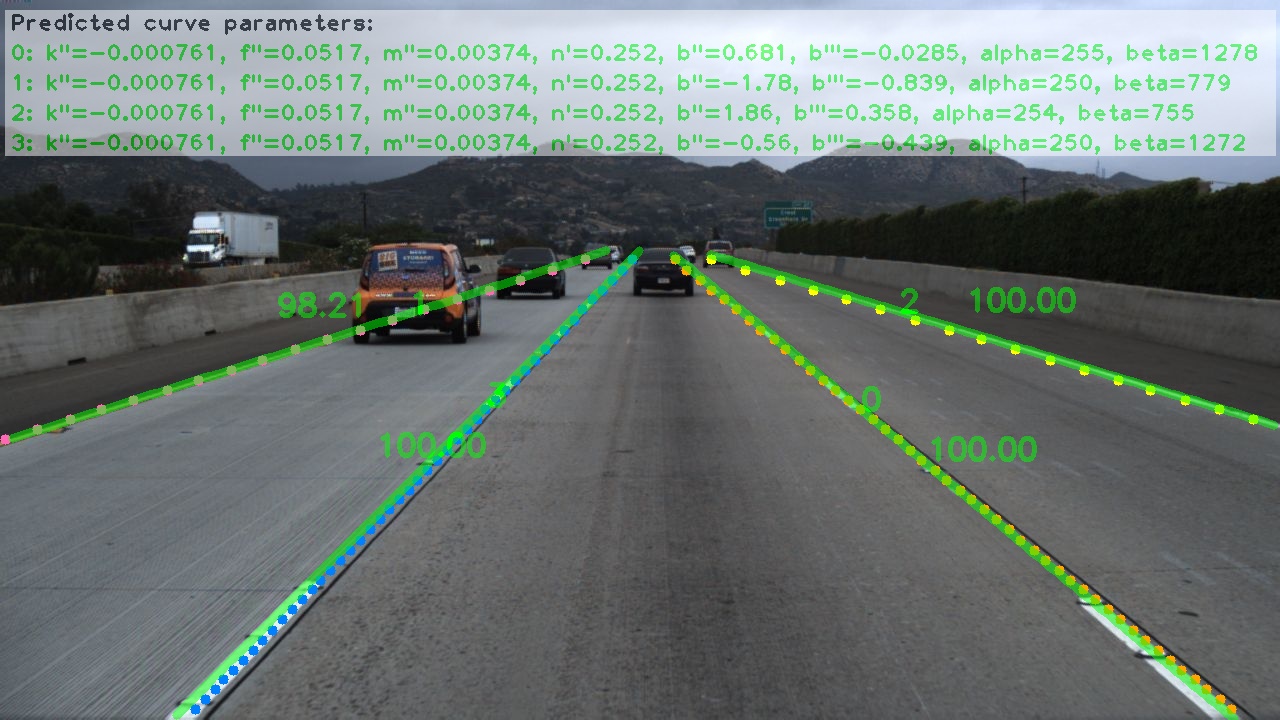 Predicted curve parameters:
0: k''=-0.000761, f''=0.0517, m''=0.00374, n'=0.252, b''=0.681, b'''=-0.0285, alpha=255, beta=1278
1: k''=-0.000761, f''=0.0517, m''=0.00374, n'=0.252, b''=-1.78, b'''=-0.839, alpha=250, beta=779
2: k''=-0.000761, f''=0.0517, m''=0.00374, n'=0.252, b''=1.86, b'''=0.358, alpha=254, beta=755
3: k''=-0.000761, f''=0.0517, m''=0.00374, n'=0.252, b''=-0.56, b'''=-0.439, alpha=250, beta=1272
Crest
98.21 1
2 100.00
3
0
100.00
100.00